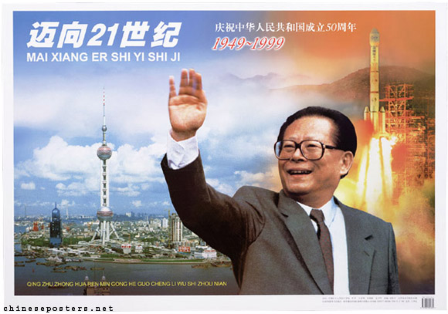 迈向21世纪
MAI XIANG ER SHI YI SHI JI
庆祝中华人民共和国成立50周年
1949~1999
QING ZHU ZHONG HUA REN MIN GONG HE GUO CHENG LI WU SHI ZHOU NIAN
chineseposters.net